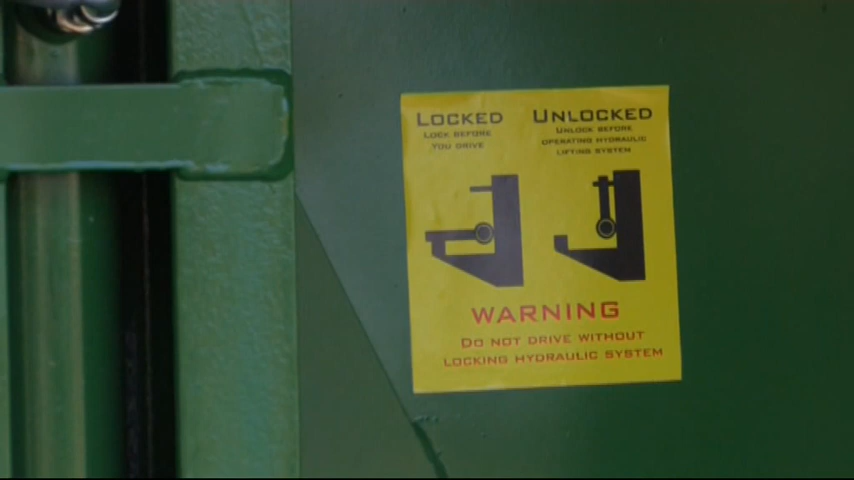 LOCKED
LOCK BEFORE
YOU DRIVE
UNLOCKED
UNLOCK BEFORE
OPERATING HYDRAULIC
LIFTING SYSTEM
WARNING
DO NOT DRIVE WITHOUT
LOCKING HYDRAULIC SYSTEM